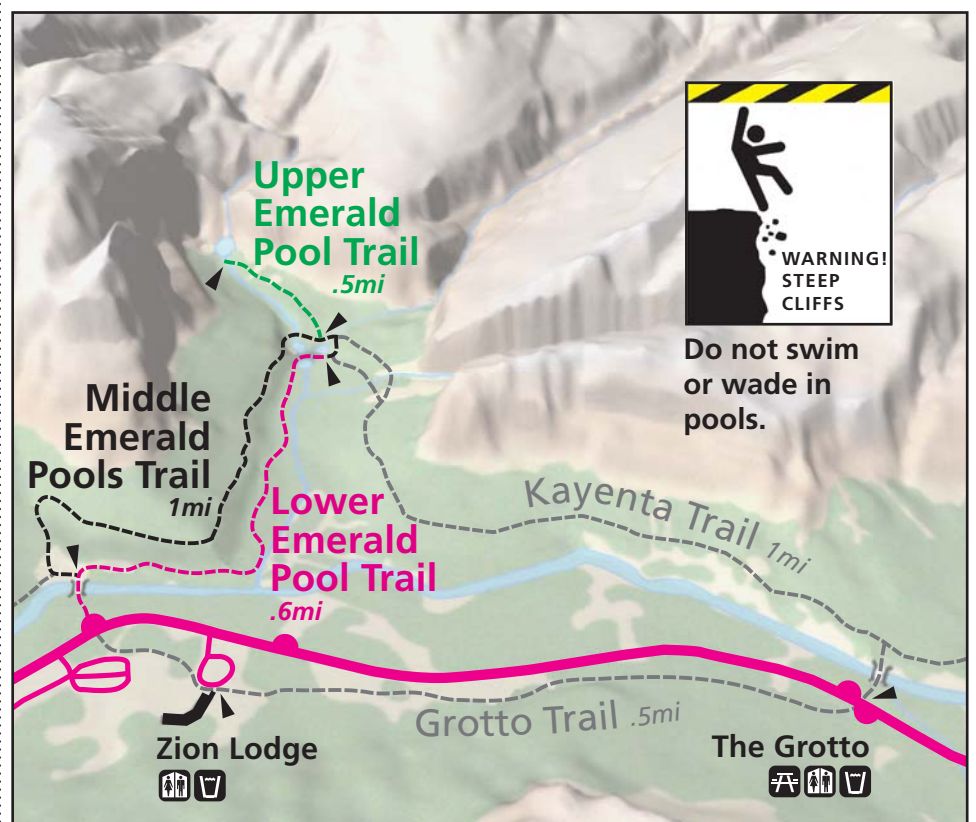 Upper
Emerald
Pool Trail
.5mi
WARNING!
STEEP
CLIFFS
Do not swim
or wade in
pools.
Middle
Emerald
Pools Trail
1mi
Lower
Emerald
Pool Trail
.6mi
Kayenta Trail 1mi
Grotto Trail .5mi
Zion Lodge
The Grotto